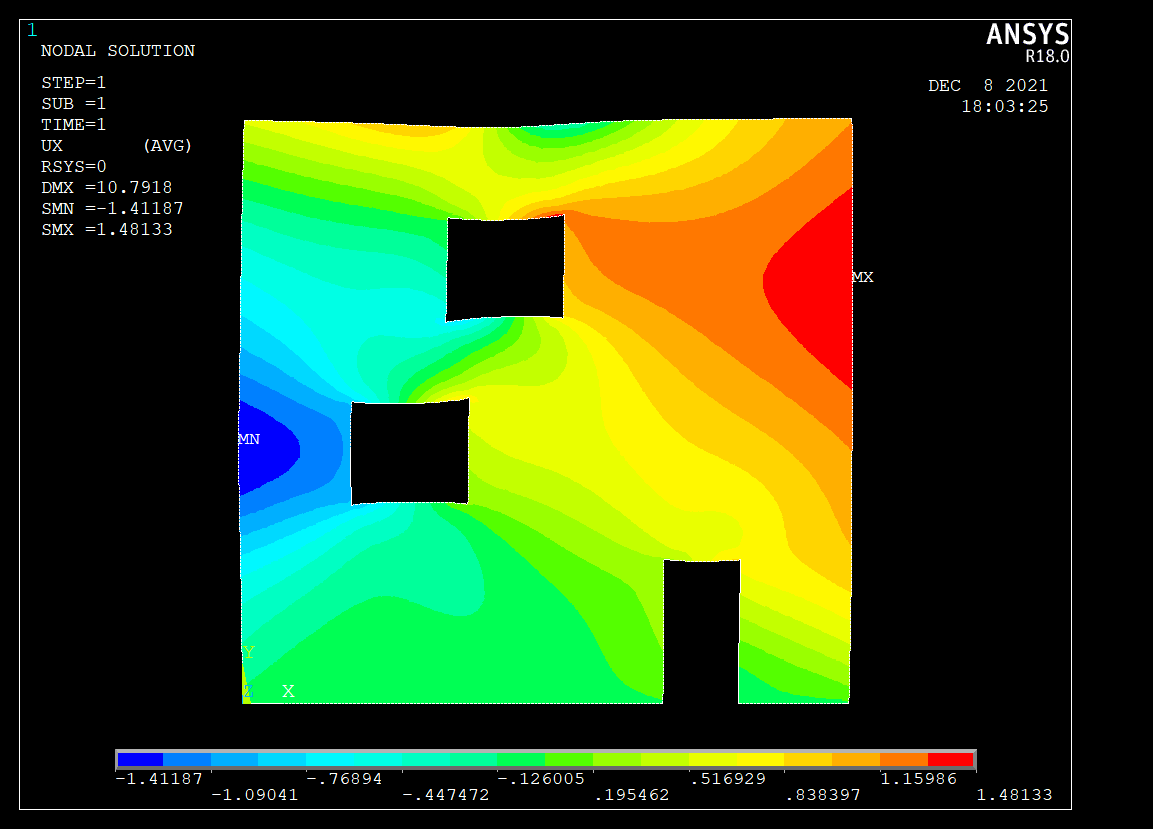 1
ANSYS
R18.0
NODAL SOLUTION
STEP=1
SUB =1
TIME=1
UX (AVG)
RSYS=0
DMX =10.7918
SMN =-1.41187
SMX =1.48133
DEC 8 2021
18:03:25
MX
MN
Y
Z X
-1.41187 -.76894 -.126005 .516929 1.15986
-1.09041 -.447472 .195462 .838397 1.48133